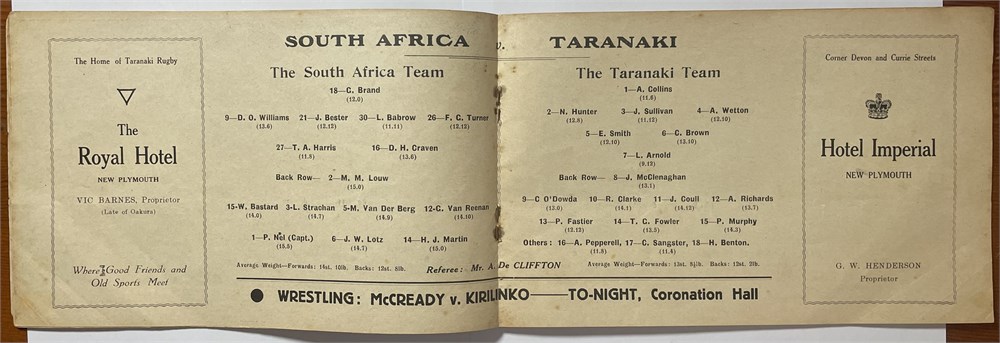 The Home of Taranaki Rugby
The
Royal Hotel
NEW PLYMOUTH
VIC BARNES, Proprietor
(Late of Oakura)
Where Good Friends and
Old Sports Meet
SOUTH AFRICA v. TARANAKI
The South Africa Team
18—C. Brand
(12.0)
9—D. O. Williams 21—J. Bester 30—L. Babrow 26—F. C. Turner
(13.6) (12.12) (11.11) (12.12)
27—T. A. Harris 16—D. H. Craven
(11.8) (13.6)
Back Row— 2—M. M. Louw
(15.0)
15-W. Bastard 3-L. Strachan 5-M. Van Der Berg 12-C. Van Reenan
(14.0) (14.7) (14.9) (14.10)
1—P. Nel (Capt.) 6—J. W. Lotz 14—H. J. Martin
(15.5) (14.7) (15.0)
Average Weight—Forwards: 14st. 10lb. Backs: 12st. 8lb.
The Taranaki Team
1—A. Collins
(11.6)
2—N. Hunter 3—J. Sullivan 4—A. Wetton
(12.8) (11.12) (12.10)
5—E. Smith 6—C. Brown
(12.10) (13.10)
7—L. Arnold
(9.12)
Back Row— 8—J. McClenaghan
(13.1)
9—C O'Dewda 10—R. Clarke 11—J. Coull 12—A. Richards
(13.0) (14.1) (14.12) (13.7)
13—P. Fastier 14—T. C. Fowler 15—P. Murphy
(12.12) (13.5) (14.3)
Others: 16—A. Pepperell, 17—C. Sangster, 18—H. Benton.
(11.8) (11.4)
Average Weight—Forwards: 13st. Backs: 12st. 2lb.
Referee: Mr. A. De CLIFFTON
WRESTLING: McCREADY v. KIRILINKO—TO-NIGHT, Coronation Hall
Corner Devon and Currie Streets
Hotel Imperial
NEW PLYMOUTH
G. W. HENDERSON
Proprietor